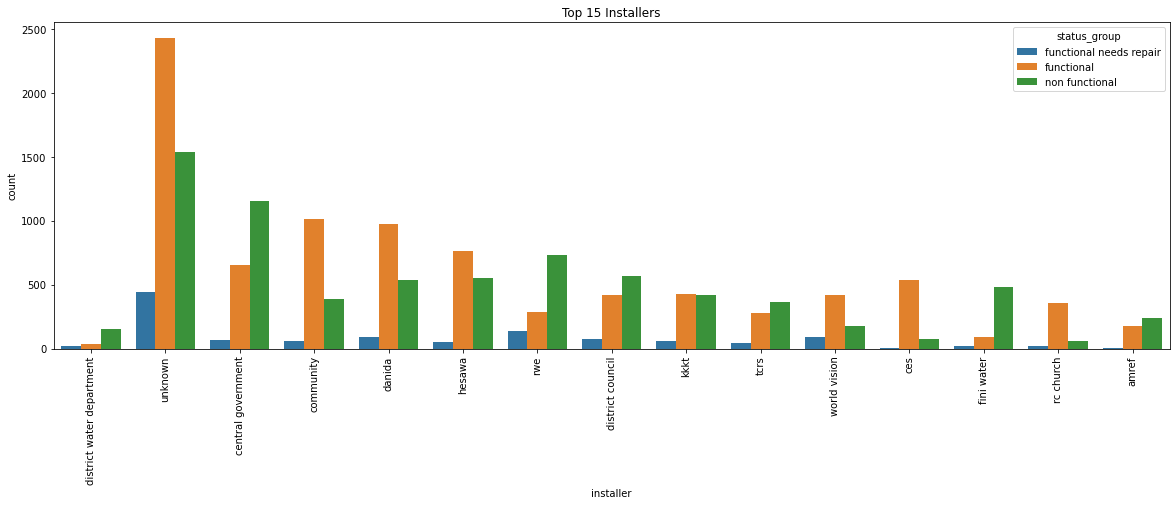 Top 15 Installers
status_group
functional needs repair
functional
non functional
count
2500
2000
1500
1000
500
0
district water department
unknown
central government
community
danida
hesawa
rwe
district council
kkkt
tcrs
world vision
ces
fini water
rc church
amref
installer